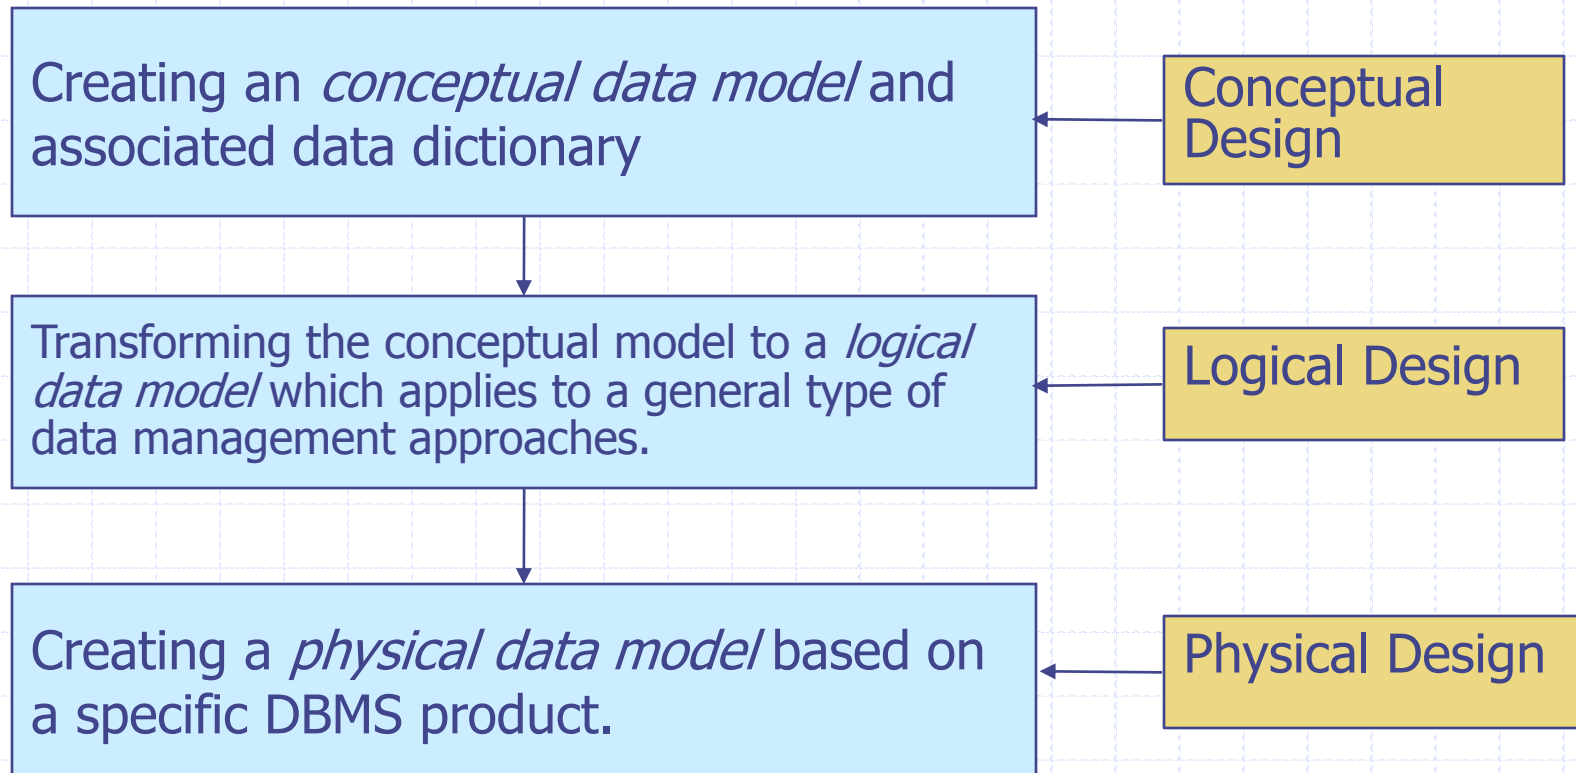 Creating an conceptual data model and
associated data dictionary
Conceptual
Design
Transforming the conceptual model to a logical
data model which applies to a general type of
data management approaches.
Logical Design
Creating a physical data model based on
a specific DBMS product.
Physical Design